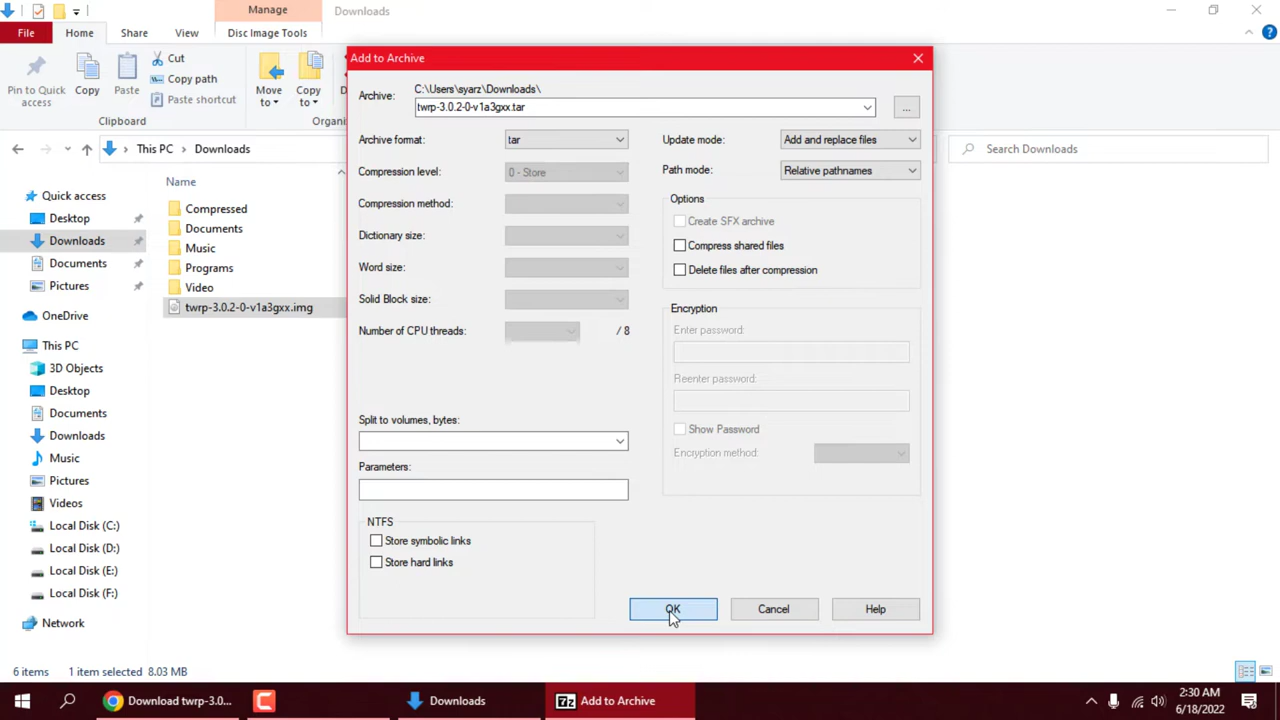 Manage
Downloads
File
Home
Share
View
Disc Image Tools
Pin to Quick
access
Copy
Paste
Cut
Copy path
Paste shortcut
Clipboard
Move
to
Copy
to
Organi
This PC
Downloads
Search Downloads
Quick access
Desktop
Downloads
Documents
Pictures
OneDrive
This PC
3D Objects
Desktop
Documents
Downloads
Music
Pictures
Videos
Local Disk (C:)
Local Disk (D:)
Local Disk (E:)
Local Disk (F:)
Network
Name
Compressed
Documents
Music
Programs
Video
twrp-3.0.2-0-v1a3gxx.img
Add to Archive
Archive:
C:\Users\syarz\Downloads\
twrp-3.0.2-0-v1a3gxx.tar
...
Archive format:
tar
Compression level:
0 - Store
Compression method:
Dictionary size:
Word size:
Solid Block size:
Number of CPU threads:
/ 8
Split to volumes, bytes:
Parameters:
NTFS
Store symbolic links
Store hard links
Update mode:
Add and replace files
Path mode:
Relative pathnames
Options
Create SFX archive
Compress shared files
Delete files after compression
Encryption
Enter password:
Reenter password:
Show Password
Encryption method:
OK
Cancel
Help
6 items
1 item selected 8.03 MB
Download twrp-3.0...
Downloads
7z
Add to Archive
2:30 AM
6/18/2022